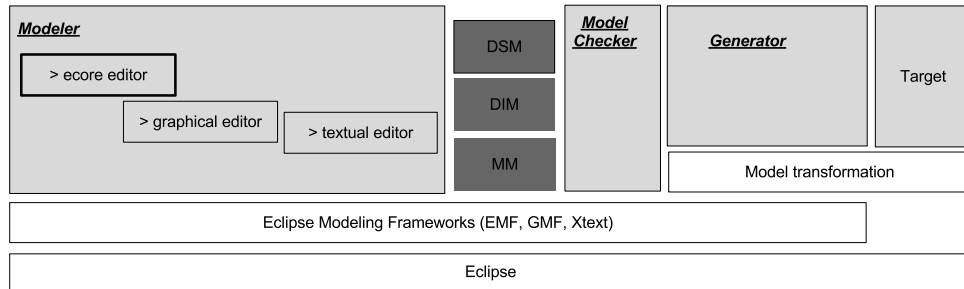 Modeler
> ecore editor
> graphical editor
> textual editor
DSM
DIM
MM
Model
Checker
Generator
Target
Model transformation
Eclipse Modeling Frameworks (EMF, GMF, Xtext)
Eclipse